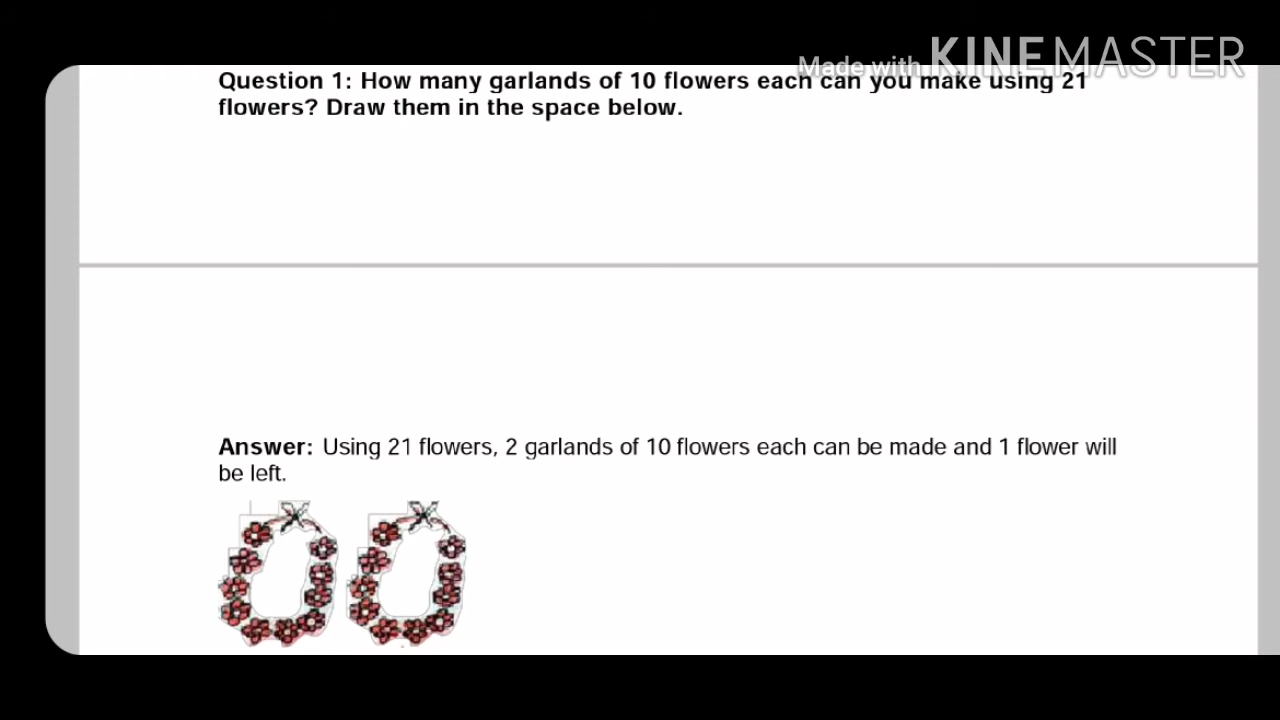 Made with KINEMASTER
Question 1: How many garlands of 10 flowers each can you make using 21
flowers? Draw them in the space below.
Answer: Using 21 flowers, 2 garlands of 10 flowers each can be made and 1 flower will
be left.